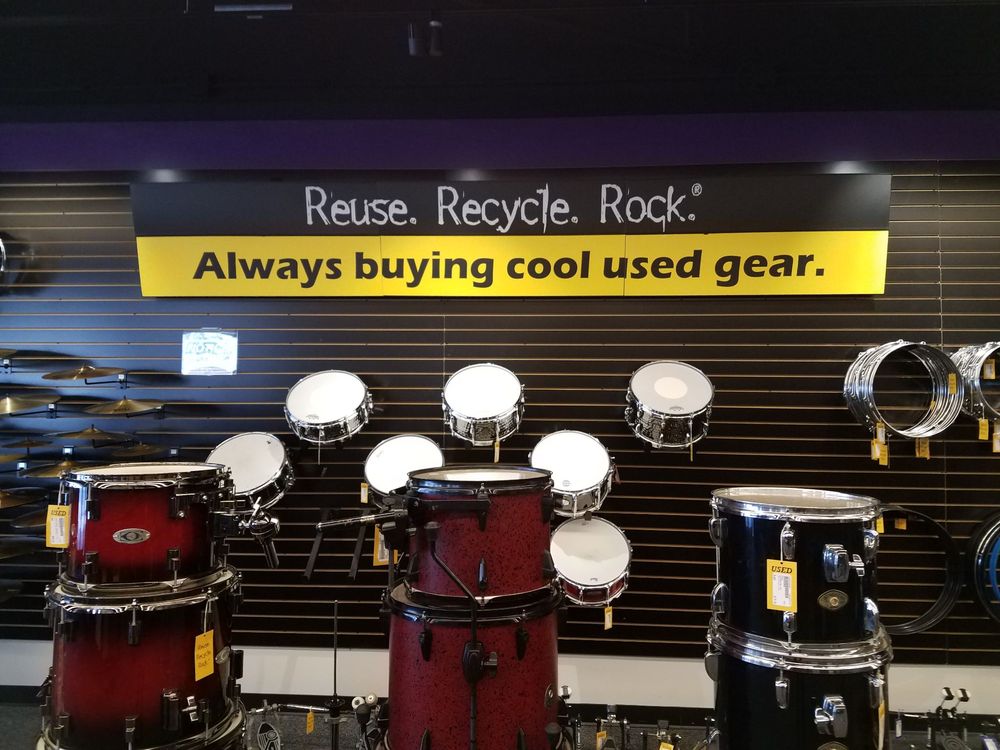 Reuse. Recycle. Rock.®
Always buying cool used gear.
USED
USED